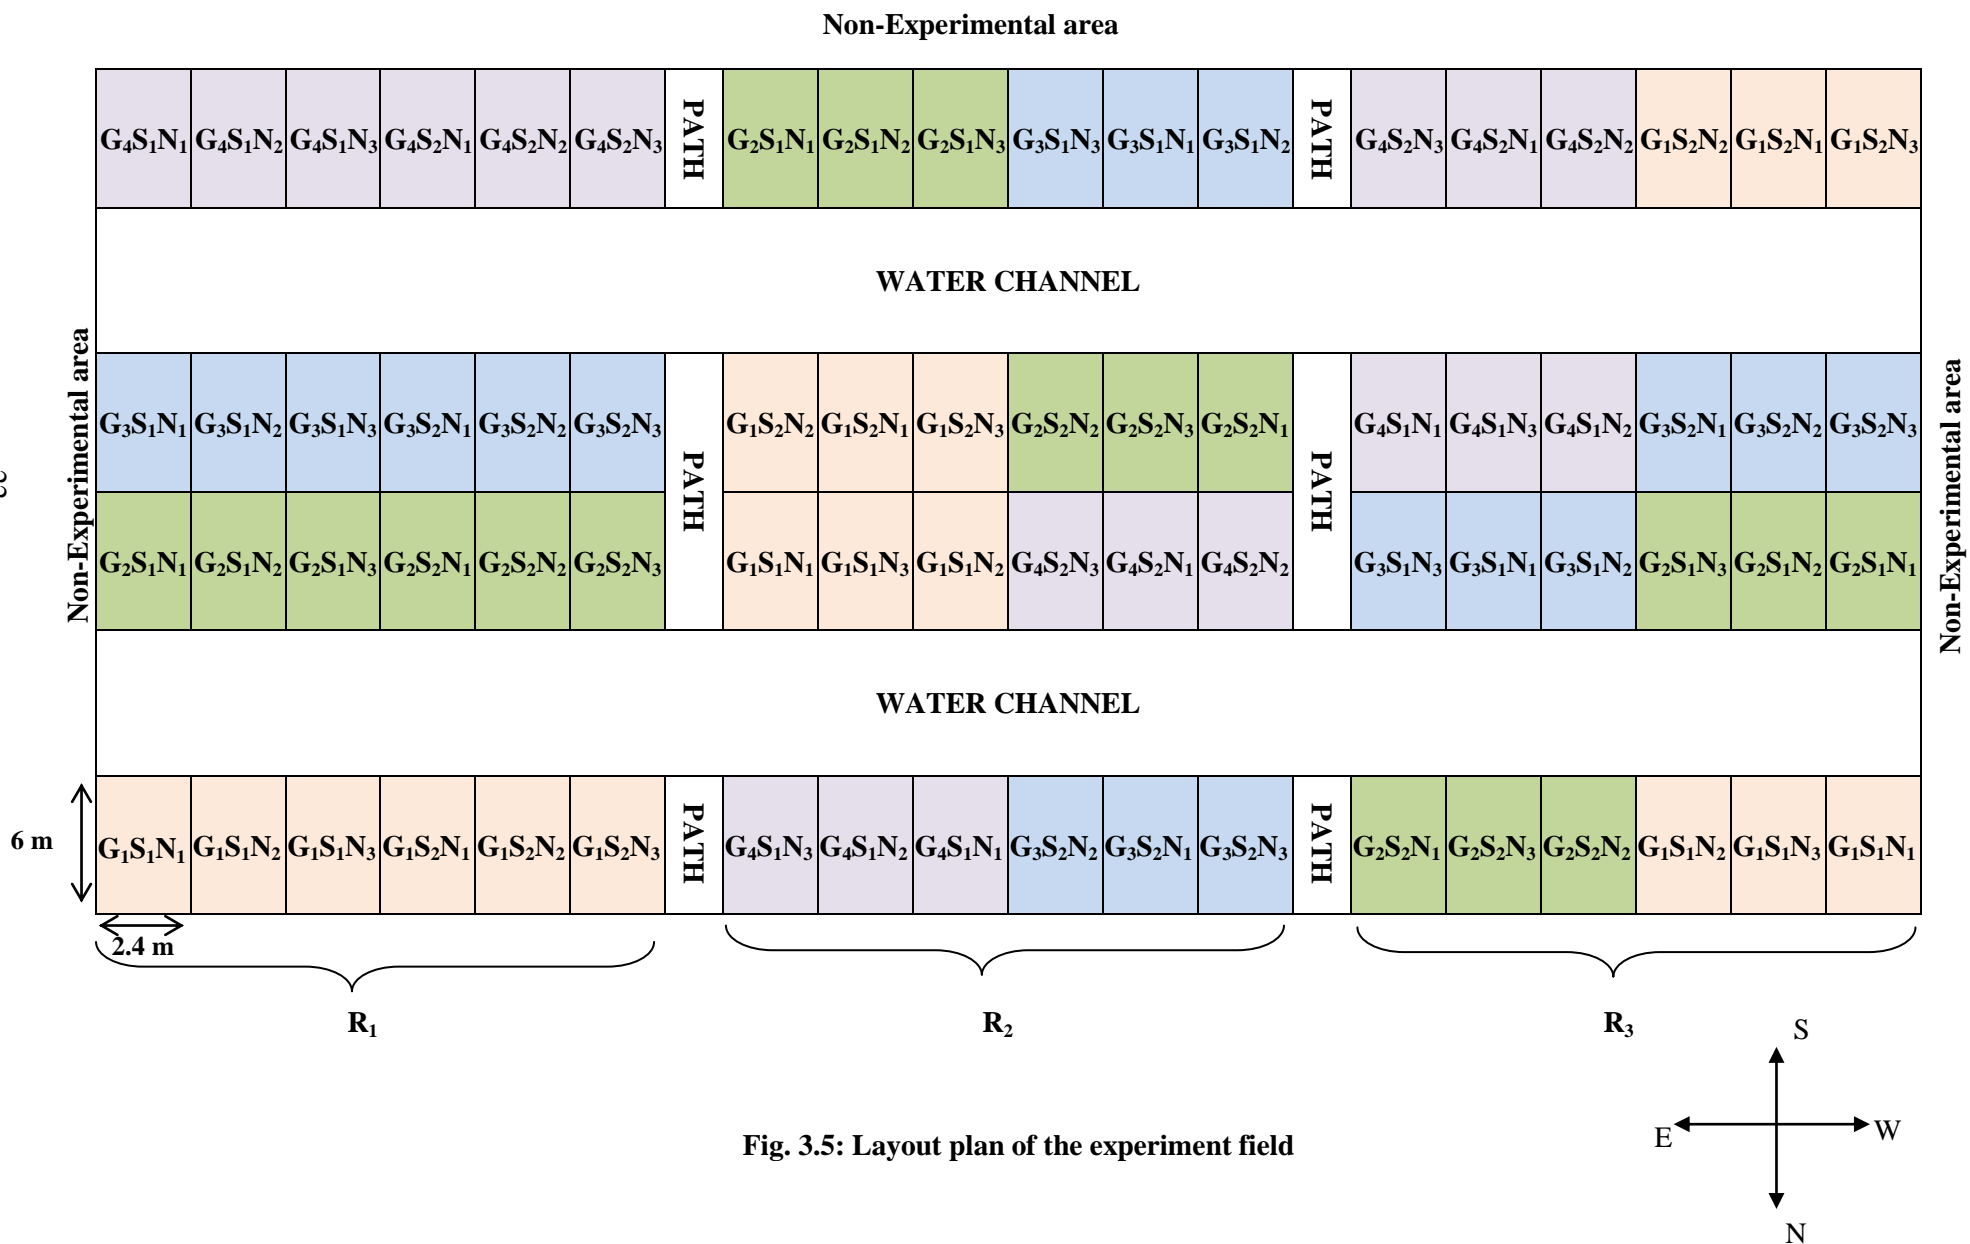 Non-Experimental area
G₄S₁N₁ G₄S₁N₂ G₄S₁N₃ G₄S₂N₁ G₄S₂N₂ G₄S₂N₃ PATH G₂S₁N₁ G₂S₁N₂ G₂S₁N₃ G₃S₁N₃ G₃S₁N₁ G₃S₁N₂ PATH G₄S₂N₃ G₄S₂N₁ G₄S₂N₂ G₁S₂N₂ G₁S₂N₁ G₁S₂N₃
WATER CHANNEL
Non-Experimental area
G₃S₁N₁ G₃S₁N₂ G₃S₁N₃ G₃S₂N₁ G₃S₂N₂ G₃S₂N₃ PATH G₁S₂N₂ G₁S₂N₁ G₁S₂N₃ G₂S₂N₂ G₂S₂N₃ G₂S₂N₁ PATH G₄S₁N₁ G₄S₁N₃ G₄S₁N₂ G₃S₂N₁ G₃S₂N₂ G₃S₂N₃
G₂S₁N₁ G₂S₁N₂ G₂S₁N₃ G₂S₂N₁ G₂S₂N₂ G₂S₂N₃ G₁S₁N₁ G₁S₁N₃ G₁S₁N₂ G₄S₂N₃ G₄S₂N₁ G₄S₂N₂ G₃S₁N₃ G₃S₁N₁ G₃S₁N₂ G₂S₁N₃ G₂S₁N₂ G₂S₁N₁
Non-Experimental area
WATER CHANNEL
6 m
G₁S₁N₁ G₁S₁N₂ G₁S₁N₃ G₁S₂N₁ G₁S₂N₂ G₁S₂N₃ PATH G₄S₁N₃ G₄S₁N₂ G₄S₁N₁ G₃S₂N₂ G₃S₂N₁ G₃S₂N₃ PATH G₂S₂N₁ G₂S₂N₃ G₂S₂N₂ G₁S₁N₂ G₁S₁N₃ G₁S₁N₁
2.4 m
R₁ R₂ R₃
S
E W
N
Fig. 3.5: Layout plan of the experiment field